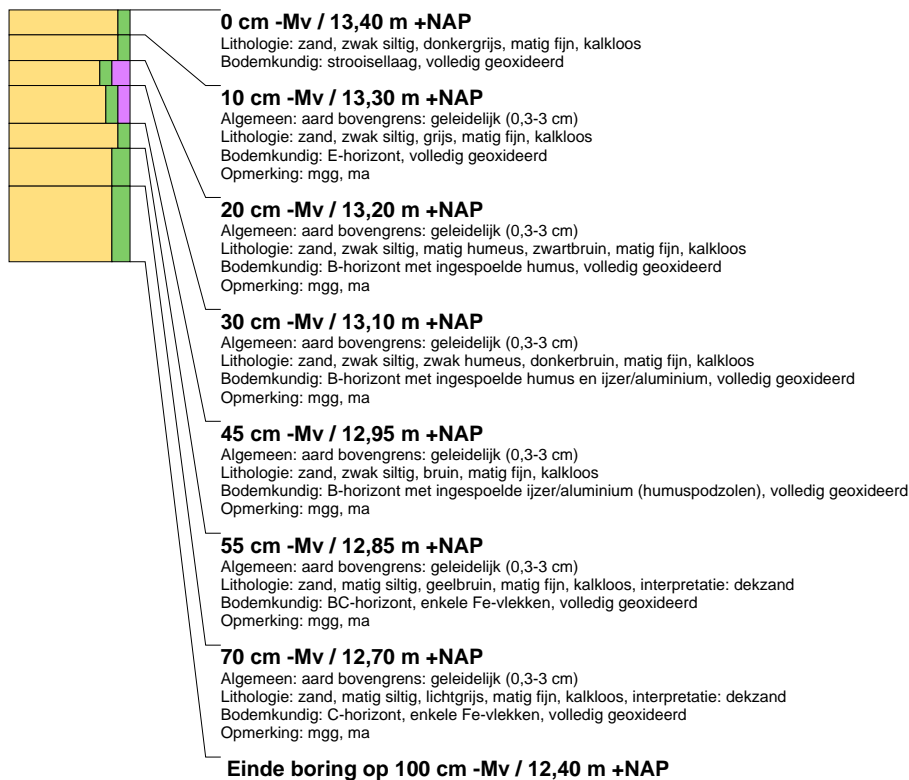 0 cm -Mv / 13,40 m +NAP
Lithologie: zand, zwak siltig, donkergrijs, matig fijn, kalkloos
Bodemkundig: strooisellaag, volledig geoxideerd
10 cm -Mv / 13,30 m +NAP
Algemeen: aard bovengrens: geleidelijk (0,3-3 cm)
Lithologie: zand, zwak siltig, grijs, matig fijn, kalkloos
Bodemkundig: E-horizont, volledig geoxideerd
Opmerking: mgg, ma
20 cm -Mv / 13,20 m +NAP
Algemeen: aard bovengrens: geleidelijk (0,3-3 cm)
Lithologie: zand, zwak siltig, matig humeus, zwartbruin, matig fijn, kalkloos
Bodemkundig: B-horizont met ingespoelde humus, volledig geoxideerd
Opmerking: mgg, ma
30 cm -Mv / 13,10 m +NAP
Algemeen: aard bovengrens: geleidelijk (0,3-3 cm)
Lithologie: zand, zwak siltig, zwak humeus, donkerbruin, matig fijn, kalkloos
Bodemkundig: B-horizont met ingespoelde humus en ijzer/aluminium, volledig geoxideerd
Opmerking: mgg, ma
45 cm -Mv / 12,95 m +NAP
Algemeen: aard bovengrens: geleidelijk (0,3-3 cm)
Lithologie: zand, zwak siltig, bruin, matig fijn, kalkloos
Bodemkundig: B-horizont met ingespoelde ijzer/aluminium (humuspodzolen), volledig geoxideerd
Opmerking: mgg, ma
55 cm -Mv / 12,85 m +NAP
Algemeen: aard bovengrens: geleidelijk (0,3-3 cm)
Lithologie: zand, matig siltig, geelbruin, matig fijn, kalkloos, interpretatie: dekzand
Bodemkundig: BC-horizont, enkele Fe-vlekken, volledig geoxideerd
Opmerking: mgg, ma
70 cm -Mv / 12,70 m +NAP
Algemeen: aard bovengrens: geleidelijk (0,3-3 cm)
Lithologie: zand, matig siltig, lichtgrijs, matig fijn, kalkloos, interpretatie: dekzand
Bodemkundig: C-horizont, enkele Fe-vlekken, volledig geoxideerd
Opmerking: mgg, ma
Einde boring op 100 cm -Mv / 12,40 m +NAP